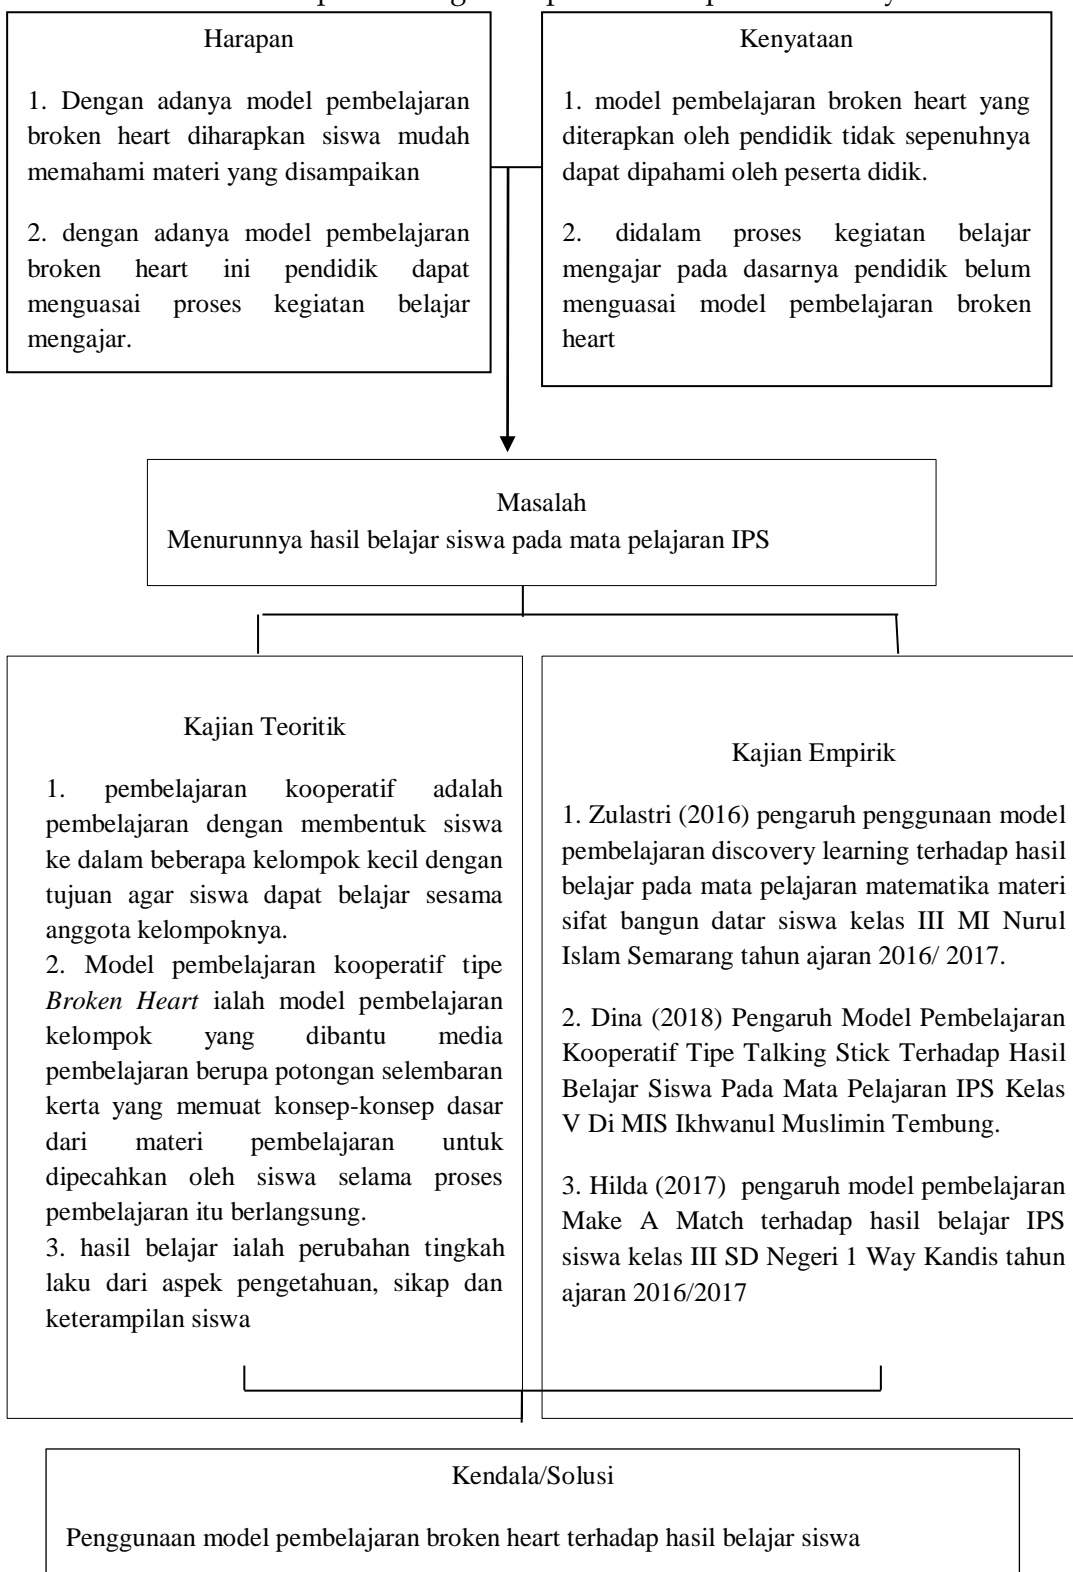 Harapan
1. Dengan adanya model pembelajaran
broken heart diharapkan siswa mudah
memahami materi yang disampaikan
2. dengan adanya model pembelajaran
broken heart ini pendidik dapat
menguasai proses kegiatan belajar
mengajar.
Kenyataan
1. model pembelajaran broken heart yang
diterapkan oleh pendidik tidak sepenuhnya
dapat dipahami oleh peserta didik.
2. didalam proses kegiatan belajar
mengajar pada dasarnya pendidik belum
menguasai model pembelajaran broken
heart
Masalah
Menurunnya hasil belajar siswa pada mata pelajaran IPS
Kajian Teoritik
1. pembelajaran kooperatif adalah
pembelajaran dengan membentuk siswa
ke dalam beberapa kelompok kecil dengan
tujuan agar siswa dapat belajar sesama
anggota kelompoknya.
2. Model pembelajaran kooperatif tipe
Broken Heart ialah model pembelajaran
kelompok yang dibantu media
pembelajaran berupa potongan selembaran
kerta yang memuat konsep-konsep dasar
dari materi pembelajaran untuk
dipecahkan oleh siswa selama proses
pembelajaran itu berlangsung.
3. hasil belajar ialah perubahan tingkah
laku dari aspek pengetahuan, sikap dan
keterampilan siswa
Kajian Empirik
1. Zulastri (2016) pengaruh penggunaan model
pembelajaran discovery learning terhadap hasil
belajar pada mata pelajaran matematika materi
sifat bangun datar siswa kelas III MI Nurul
Islam Semarang tahun ajaran 2016/ 2017.
2. Dina (2018) Pengaruh Model Pembelajaran
Kooperatif Tipe Talking Stick Terhadap Hasil
Belajar Siswa Pada Mata Pelajaran IPS Kelas
V Di MIS Ikhwanul Muslimin Tembung.
3. Hilda (2017) pengaruh model pembelajaran
Make A Match terhadap hasil belajar IPS
siswa kelas III SD Negeri 1 Way Kandis tahun
ajaran 2016/2017
Kendala/Solusi
Penggunaan model pembelajaran broken heart terhadap hasil belajar siswa